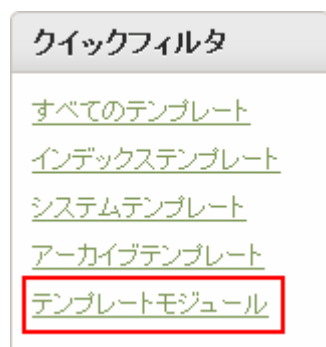 クイックフィルタ
すべてのテンプレート
インデックステンプレート
システムテンプレート
アーカイブテンプレート
テンプレートモジュール